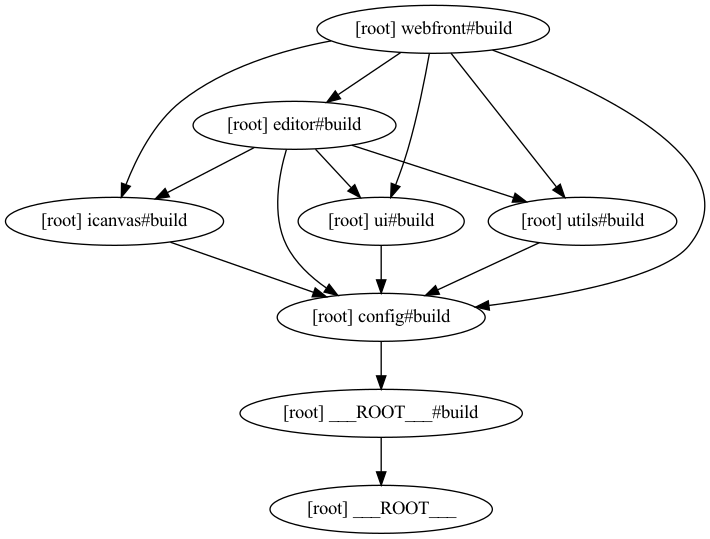 [root] webfront#build
[root] editor#build
[root] icanvas#build
[root] ui#build
[root] utils#build
[root] config#build
[root] ___ROOT___#build
[root] ___ROOT___